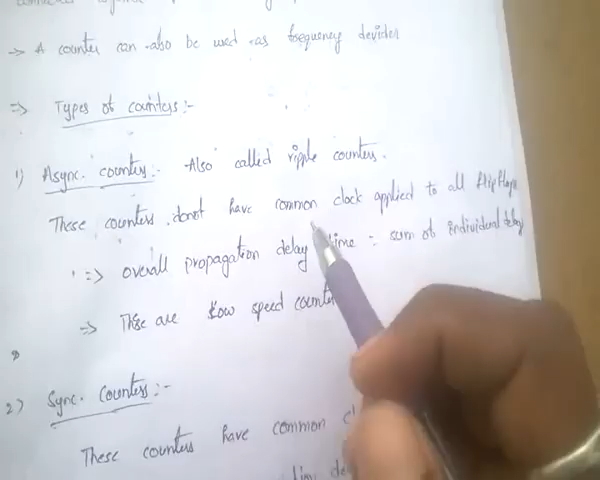 → A counter can also be used as frequency devider
⇒ Types of counters:-
1) Async. counters:- Also called ripple counters.
These counters donot have common clock applied to all flipflops
⇒ overall propagation delay time = sum of individual delay
⇒ These are low speed
2) Sync. counters:-
These counters have common